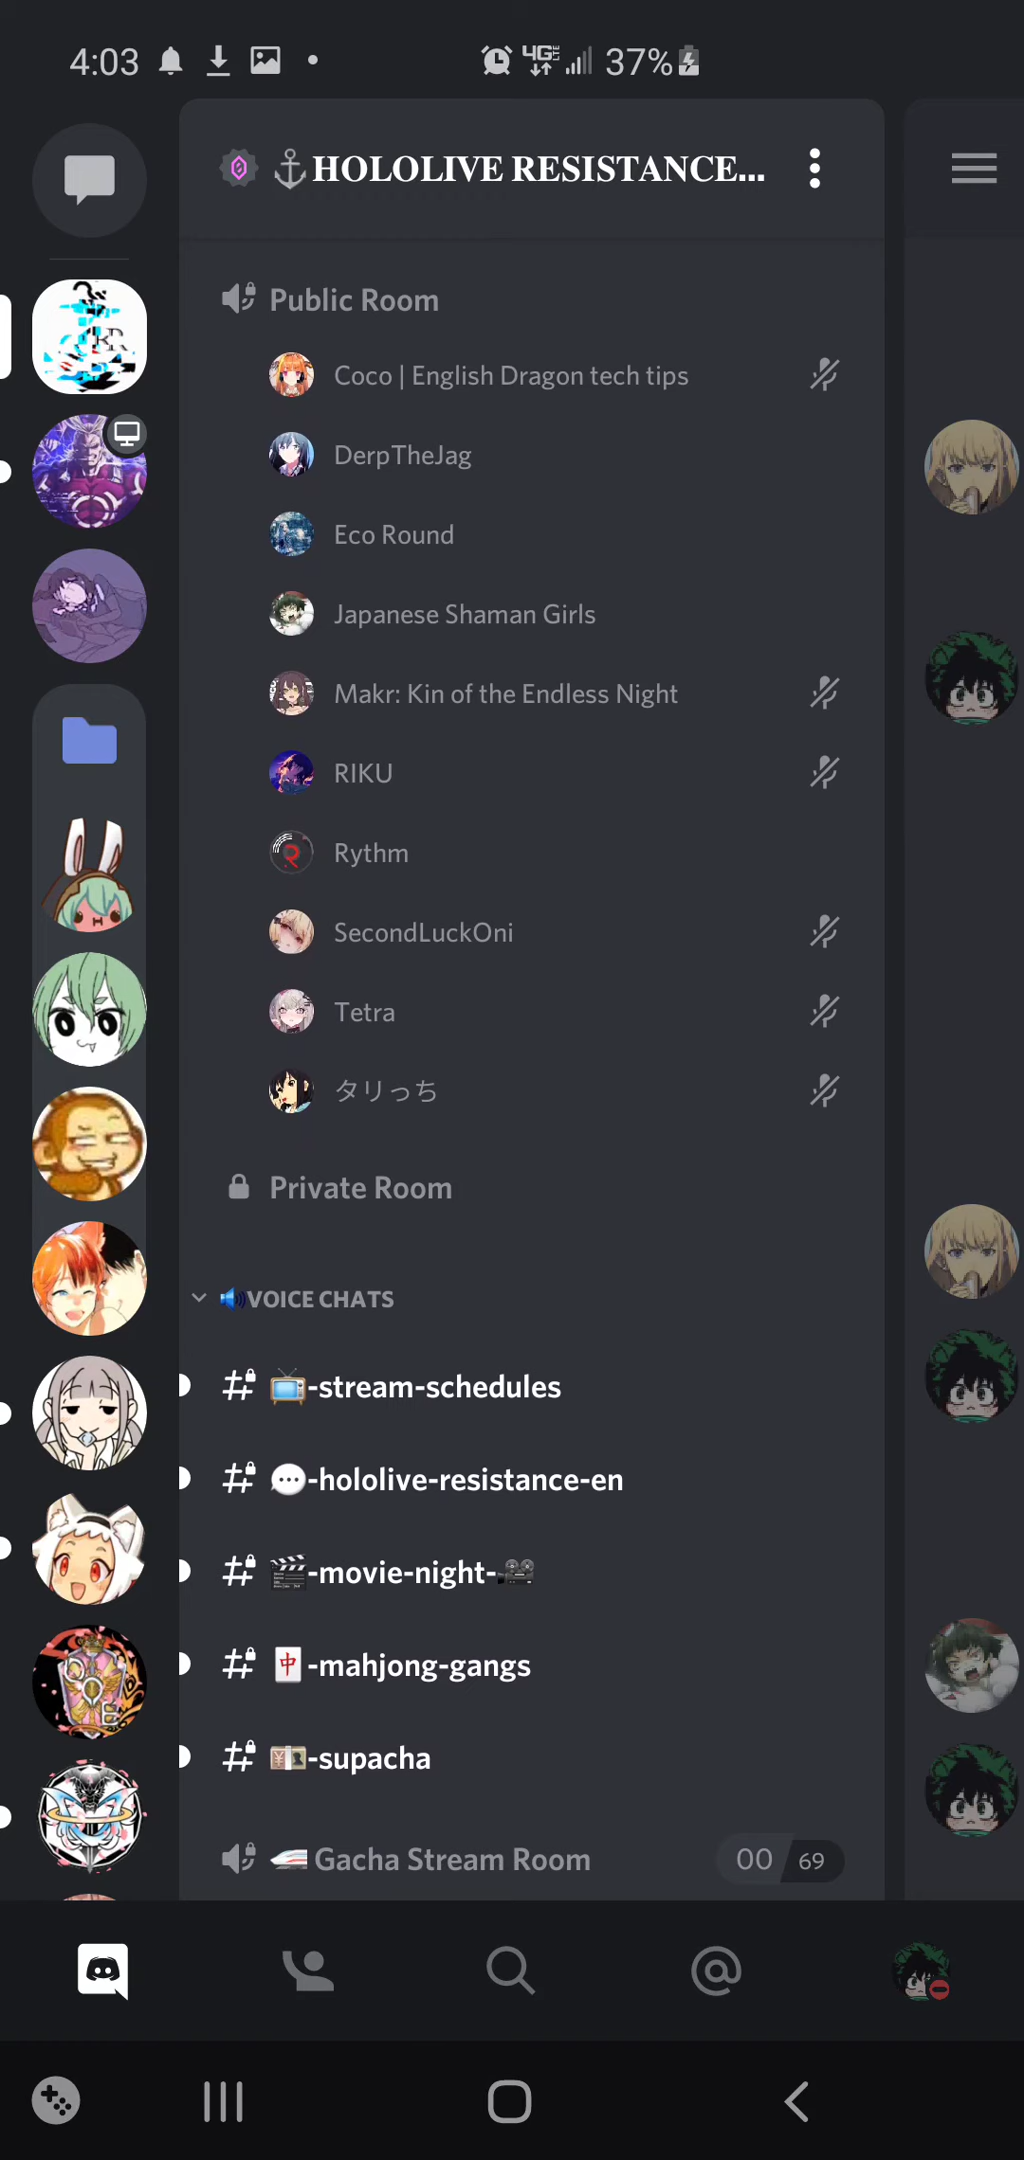 4:03 4G LTE 37%
⚓HOLOLIVE RESISTANCE...
Public Room
Coco | English Dragon tech tips
DerpTheJag
Eco Round
Japanese Shaman Girls
Makr: Kin of the Endless Night
RIKU
Rythm
SecondLuckOni
Tetra
タリっち
Private Room
🔊VOICE CHATS
📺-stream-schedules
💬-hololive-resistance-en
🎬-movie-night-🎥
🀄-mahjong-gangs
💴-supacha
🚄Gacha Stream Room 00 69